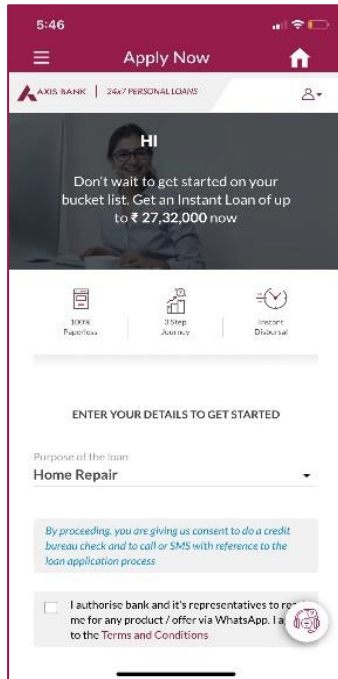 5:46
Apply Now
AXIS BANK | 24x7 PERSONAL LOANS
HI
Don't wait to get started on your
bucket list. Get an Instant Loan of up
to ₹ 27,32,000 now
100% Paperless
3 Step Journey
Instant Disbursal
ENTER YOUR DETAILS TO GET STARTED
Purpose of the loan
Home Repair
By proceeding, you are giving us consent to do a credit
bureau check and to call or SMS with reference to the
loan application process
I authorise bank and it's representatives to
me for any product / offer via WhatsApp. I
to the Terms and Conditions